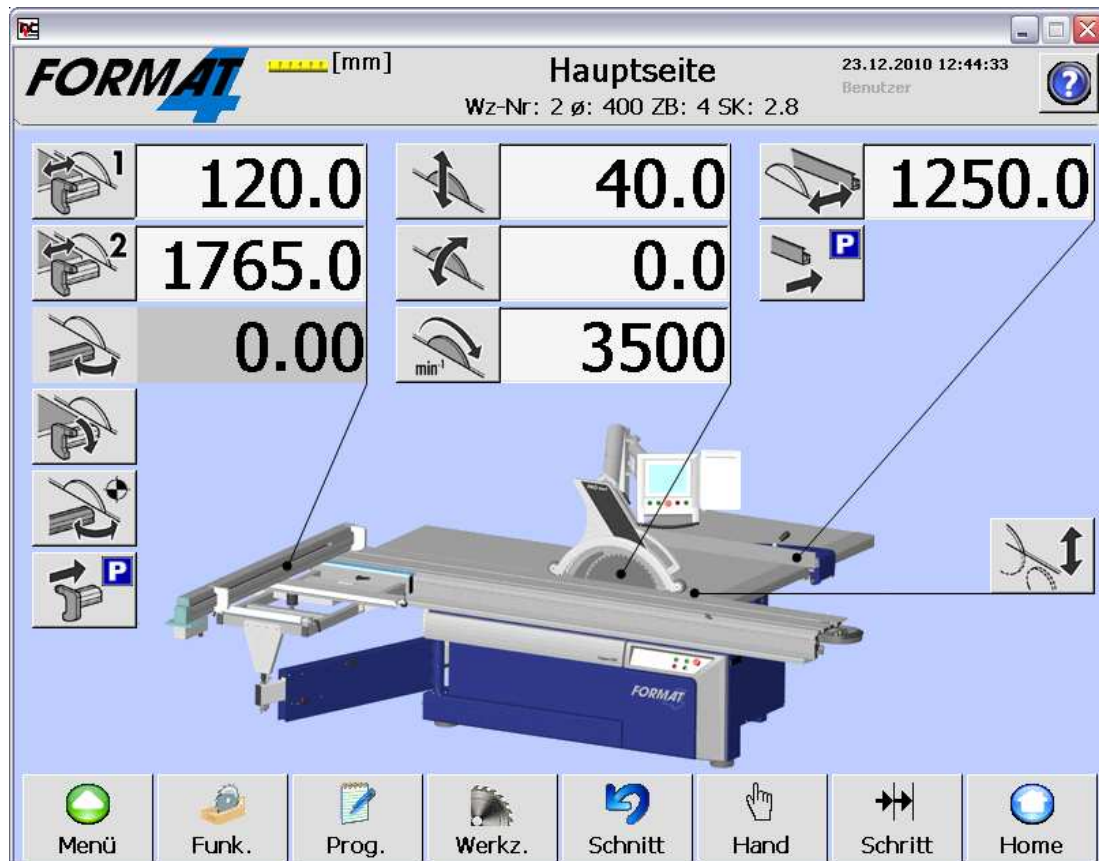 FORMAT4
[mm]
Hauptseite
Wz-Nr: 2 ø: 400 ZB: 4 SK: 2.8
23.12.2010 12:44:33
Benutzer
?
1
120.0
40.0
1250.0
2
1765.0
0.0
P
0.00
min⁻¹
3500
P
FORMAT
Menü
Funk.
Prog.
Werkz.
Schnitt
Hand
Schritt
Home